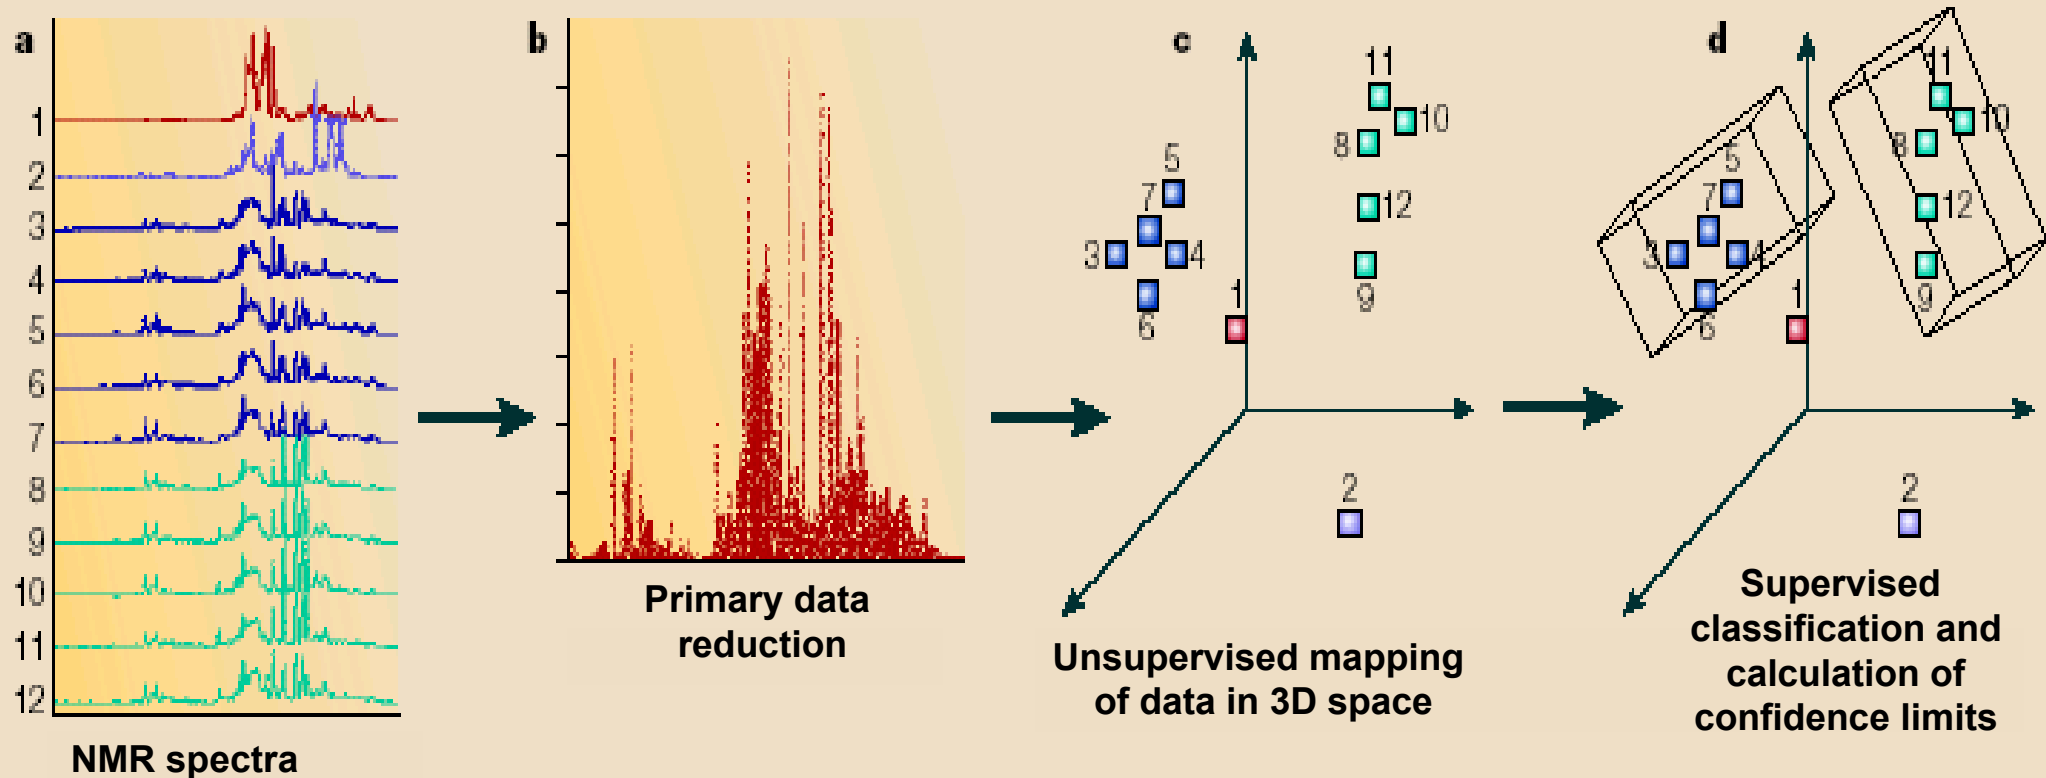 a
1
2
3
4
5
6
7
8
9
10
11
12
NMR spectra
b
Primary data
reduction
c
11
10
8
5
7
12
3
4
9
6
1
2
Unsupervised mapping
of data in 3D space
d
11
10
8
5
7
12
3
4
9
6
1
2
Supervised
classification and
calculation of
confidence limits